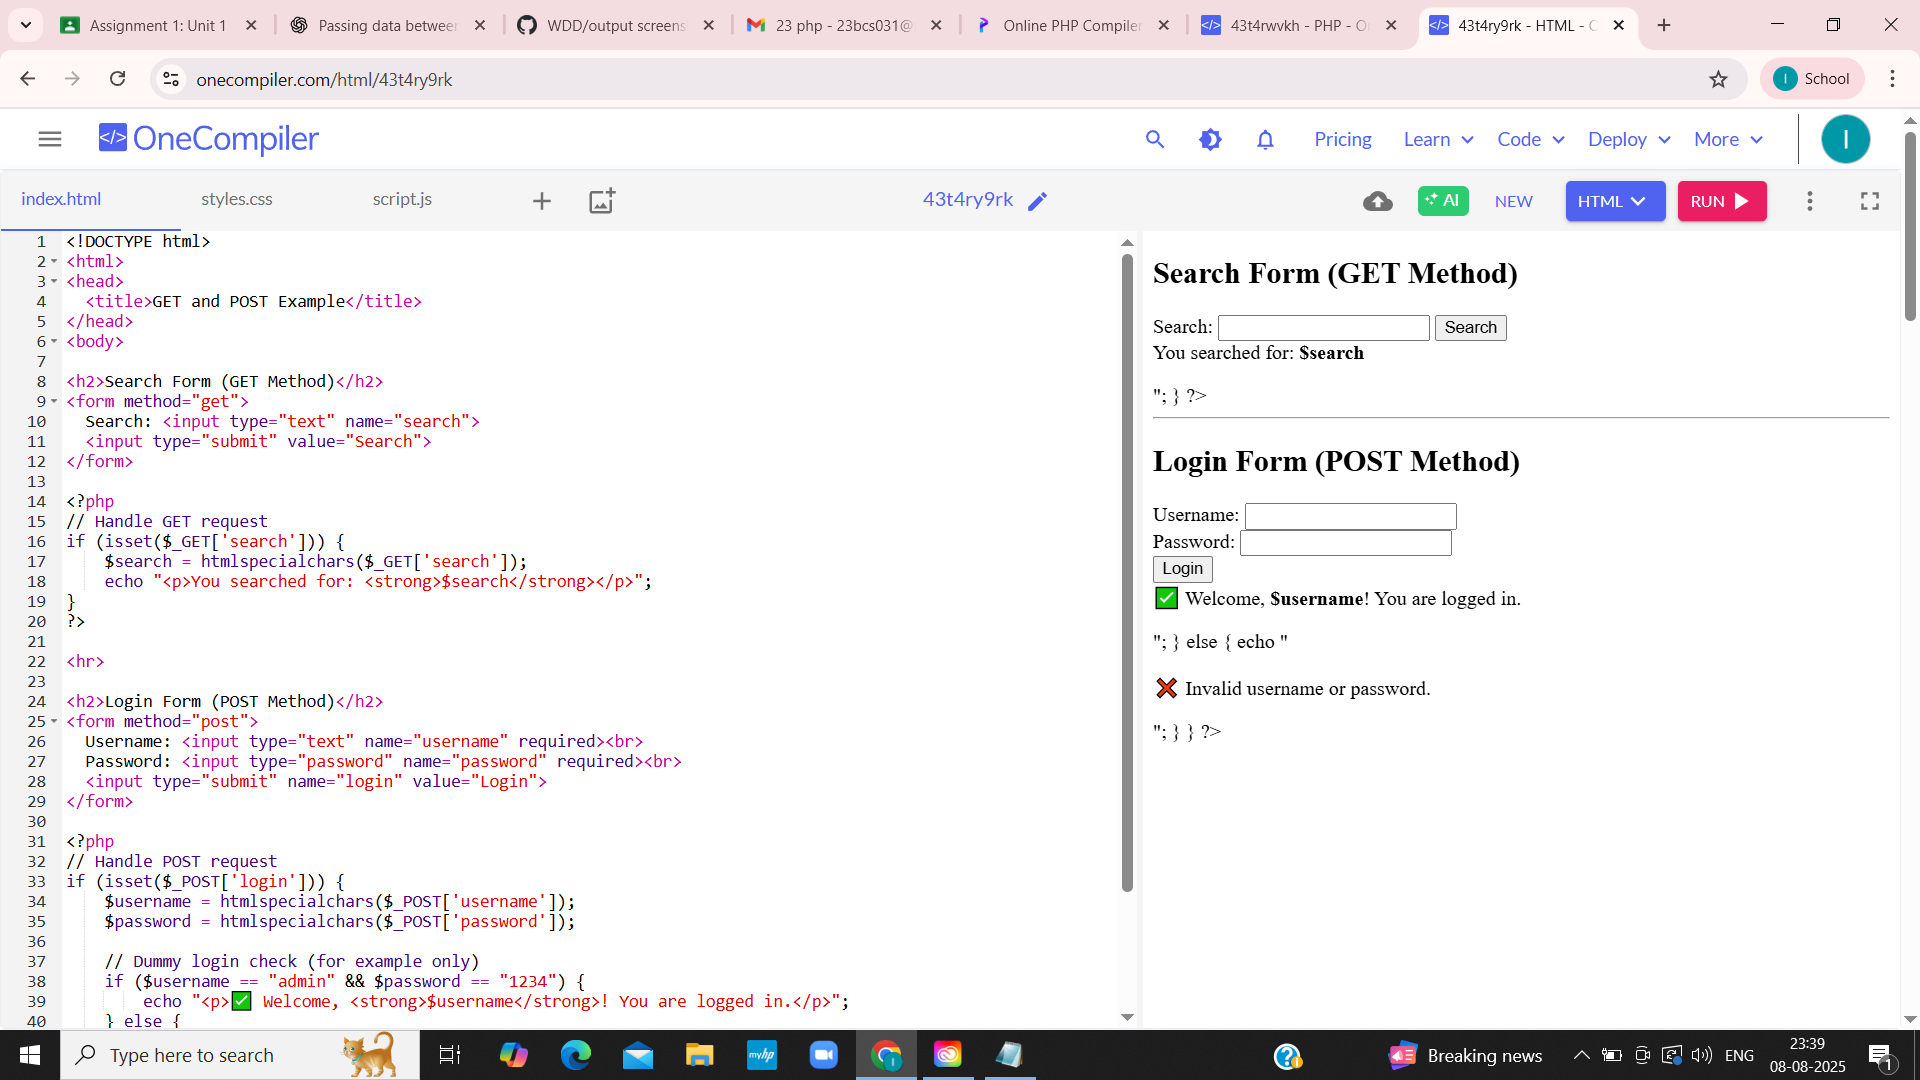 Assignment 1: Unit 1
Passing data between
WDD/output screens
23 php - 23bcs031@
Online PHP Compiler
43t4rwvkh - PHP - O
43t4ry9rk - HTML - O
onecompiler.com/html/43t4ry9rk
I School
</> OneCompiler
Pricing Learn Code Deploy More I
index.html styles.css script.js
43t4ry9rk
AI NEW HTML RUN
1 <!DOCTYPE html>
2 <html>
3 <head>
4 <title>GET and POST Example</title>
5 </head>
6 <body>
7
8 <h2>Search Form (GET Method)</h2>
9 <form method="get">
10 Search: <input type="text" name="search">
11 <input type="submit" value="Search">
12 </form>
13
14 <?php
15 // Handle GET request
16 if (isset($_GET['search'])) {
17 $search = htmlspecialchars($_GET['search']);
18 echo "<p>You searched for: <strong>$search</strong></p>";
19 }
20 ?>
21
22 <hr>
23
24 <h2>Login Form (POST Method)</h2>
25 <form method="post">
26 Username: <input type="text" name="username" required><br>
27 Password: <input type="password" name="password" required><br>
28 <input type="submit" name="login" value="Login">
29 </form>
30
31 <?php
32 // Handle POST request
33 if (isset($_POST['login'])) {
34 $username = htmlspecialchars($_POST['username']);
35 $password = htmlspecialchars($_POST['password']);
36
37 // Dummy login check (for example only)
38 if ($username == "admin" && $password == "1234") {
39 echo "<p>✅ Welcome, <strong>$username</strong>! You are logged in.</p>";
40 } else {
Search Form (GET Method)
Search: Search
You searched for: $search
"; } ?>
Login Form (POST Method)
Username:
Password:
Login
✅ Welcome, $username! You are logged in.
"; } else { echo "
❌ Invalid username or password.
"; } } ?>
Type here to search
myhp
Breaking news
ENG
23:39
08-08-2025
1